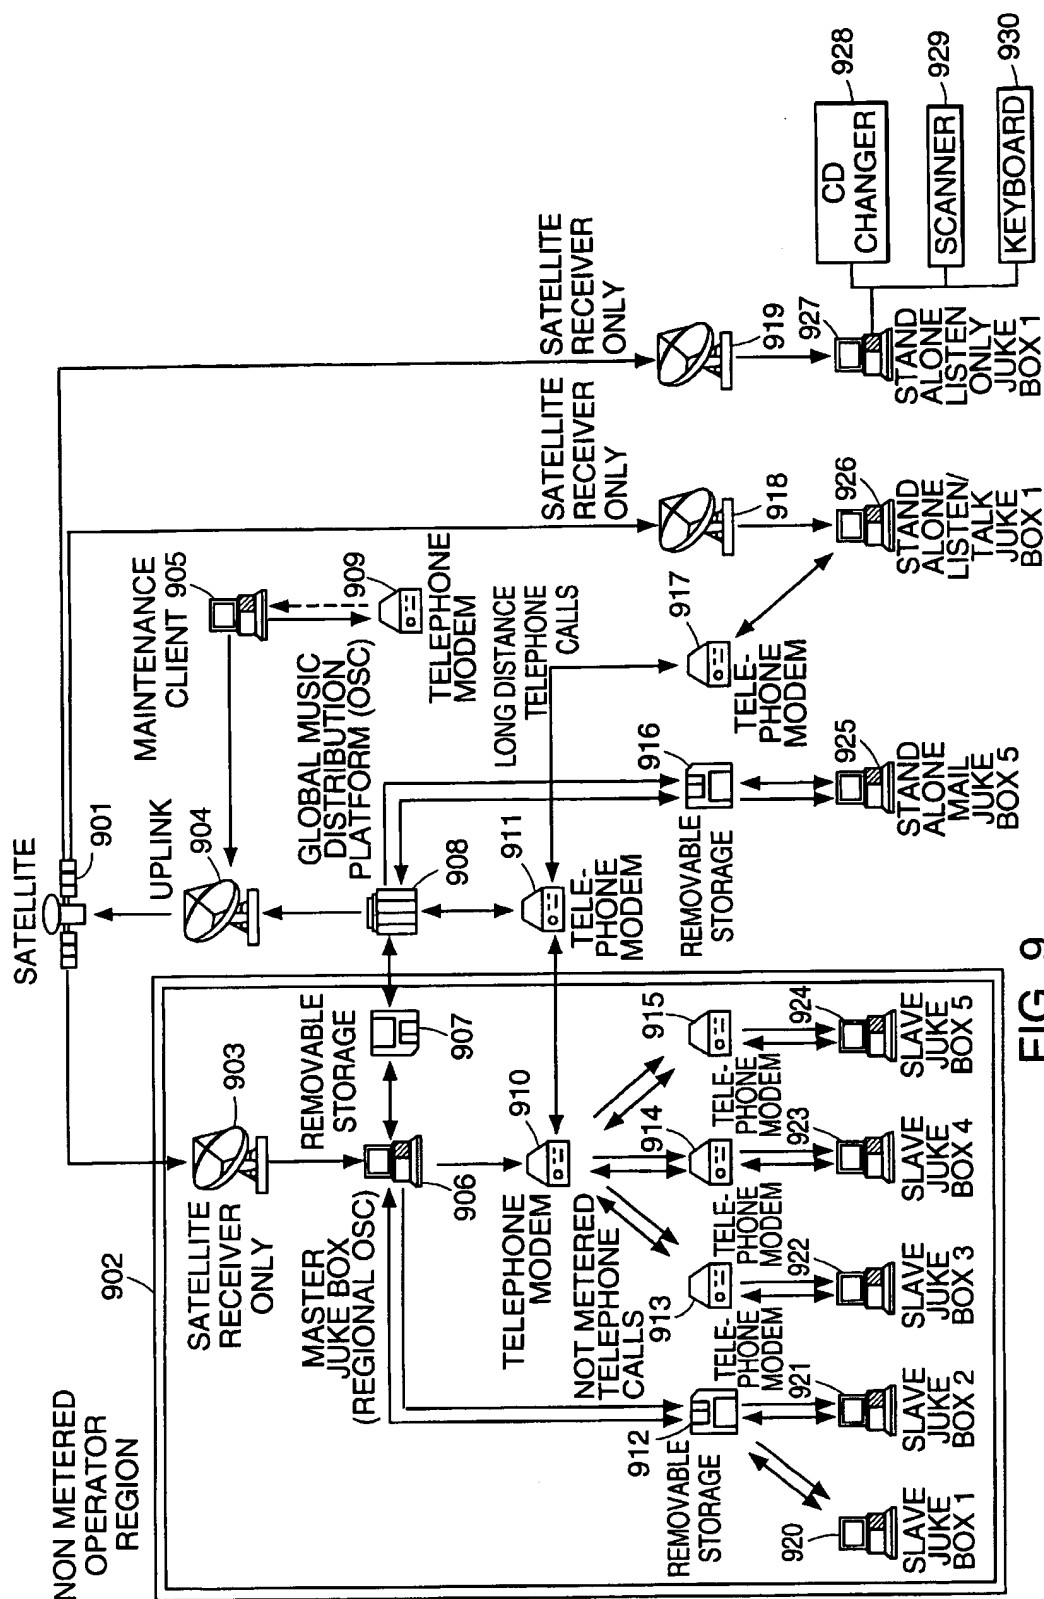 NON METERED
OPERATOR
REGION
902
SATELLITE
901
UPLINK
904
MAINTENANCE
CLIENT
905
909
TELEPHONE
MODEM
SATELLITE
RECEIVER
ONLY
903
REMOVABLE
STORAGE
907
MASTER
JUKE BOX
(REGIONAL OSC)
906
GLOBAL MUSIC
DISTRIBUTION
PLATFORM (OSC)
908
LONG DISTANCE
TELEPHONE
CALLS
SATELLITE
RECEIVER
ONLY
SATELLITE
RECEIVER
ONLY
TELEPHONE
MODEM
910
911
TELE-
PHONE
MODEM
NOT METERED
TELEPHONE
CALLS
REMOVABLE
STORAGE
912
913
TELE-
PHONE
MODEM
914
TELE-
PHONE
MODEM
915
TELE-
PHONE
MODEM
REMOVABLE
STORAGE
916
917
TELE-
PHONE
MODEM
918
919
920
SLAVE
JUKE
BOX 1
921
SLAVE
JUKE
BOX 2
922
SLAVE
JUKE
BOX 3
923
SLAVE
JUKE
BOX 4
924
SLAVE
JUKE
BOX 5
925
STAND
ALONE
MAIL
JUKE
BOX 5
926
STAND
ALONE
LISTEN/
TALK
JUKE
BOX 1
927
STAND
ALONE
LISTEN
ONLY
JUKE
BOX 1
CD
CHANGER
928
SCANNER
929
KEYBOARD
930
FIG. 9